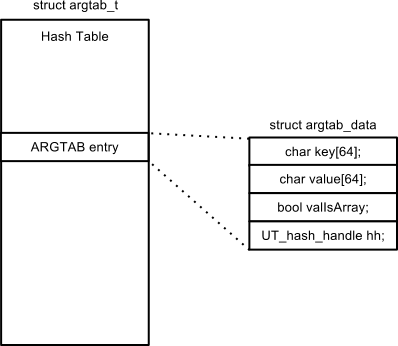 struct argtab_t
Hash Table
ARGTAB entry
struct argtab_data
char key[64];
char value[64];
bool valIsArray;
UT_hash_handle hh;